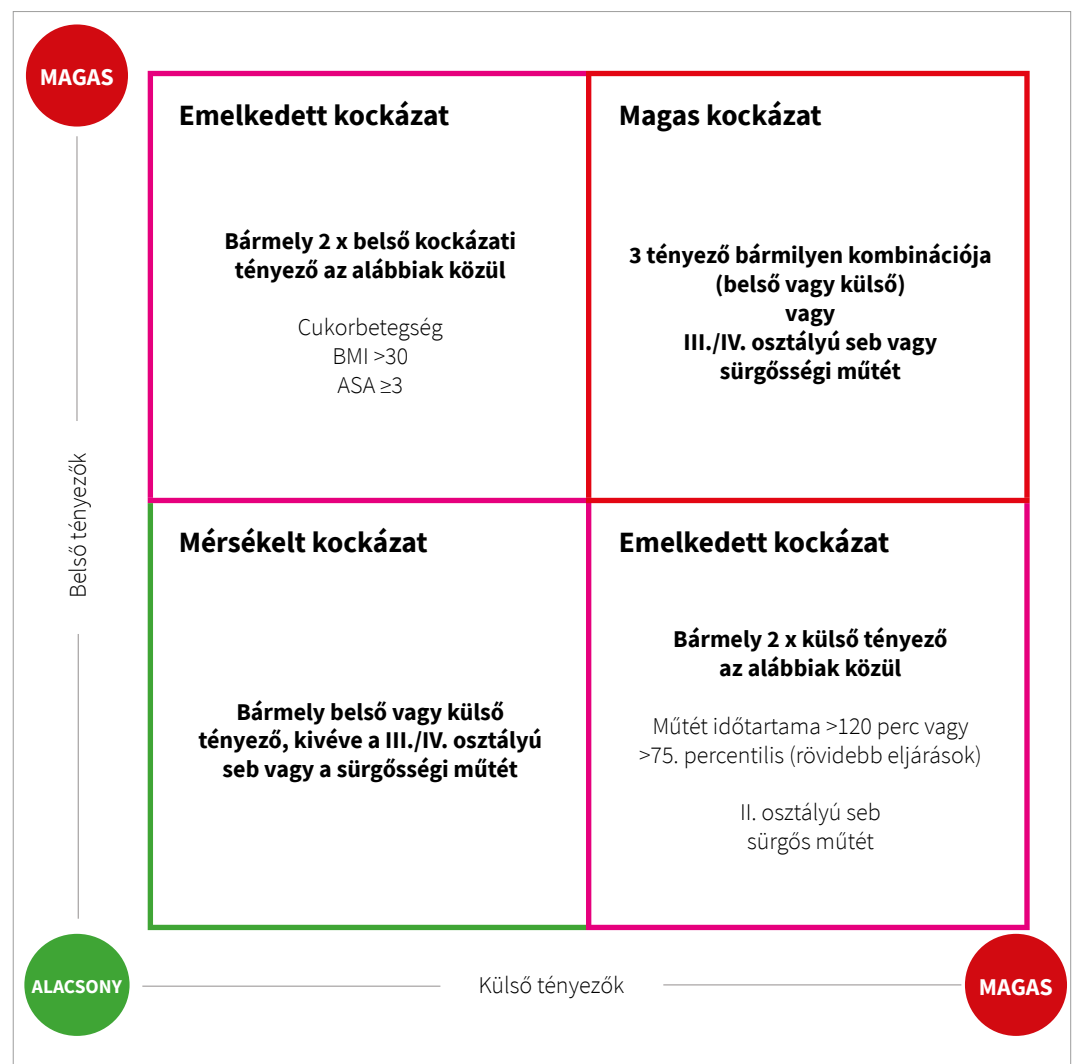 MAGAS
Emelkedett kockázat
Bármely 2 x belső kockázati
tényező az alábbiak közül
Cukorbetegség
BMI >30
ASA ≥3
Magas kockázat
3 tényező bármilyen kombinációja
(belső vagy külső)
vagy
III./IV. osztályú seb vagy
sürgősségi műtét
Belső tényezők
Mérsékelt kockázat
Bármely belső vagy külső
tényező, kivéve a III./IV. osztályú
seb vagy a sürgősségi műtét
Emelkedett kockázat
Bármely 2 x külső tényező
az alábbiak közül
Műtét időtartama >120 perc vagy
>75. percentilis (rövidebb eljárások)
II. osztályú seb
sürgős műtét
ALACSONY
Külső tényezők
MAGAS